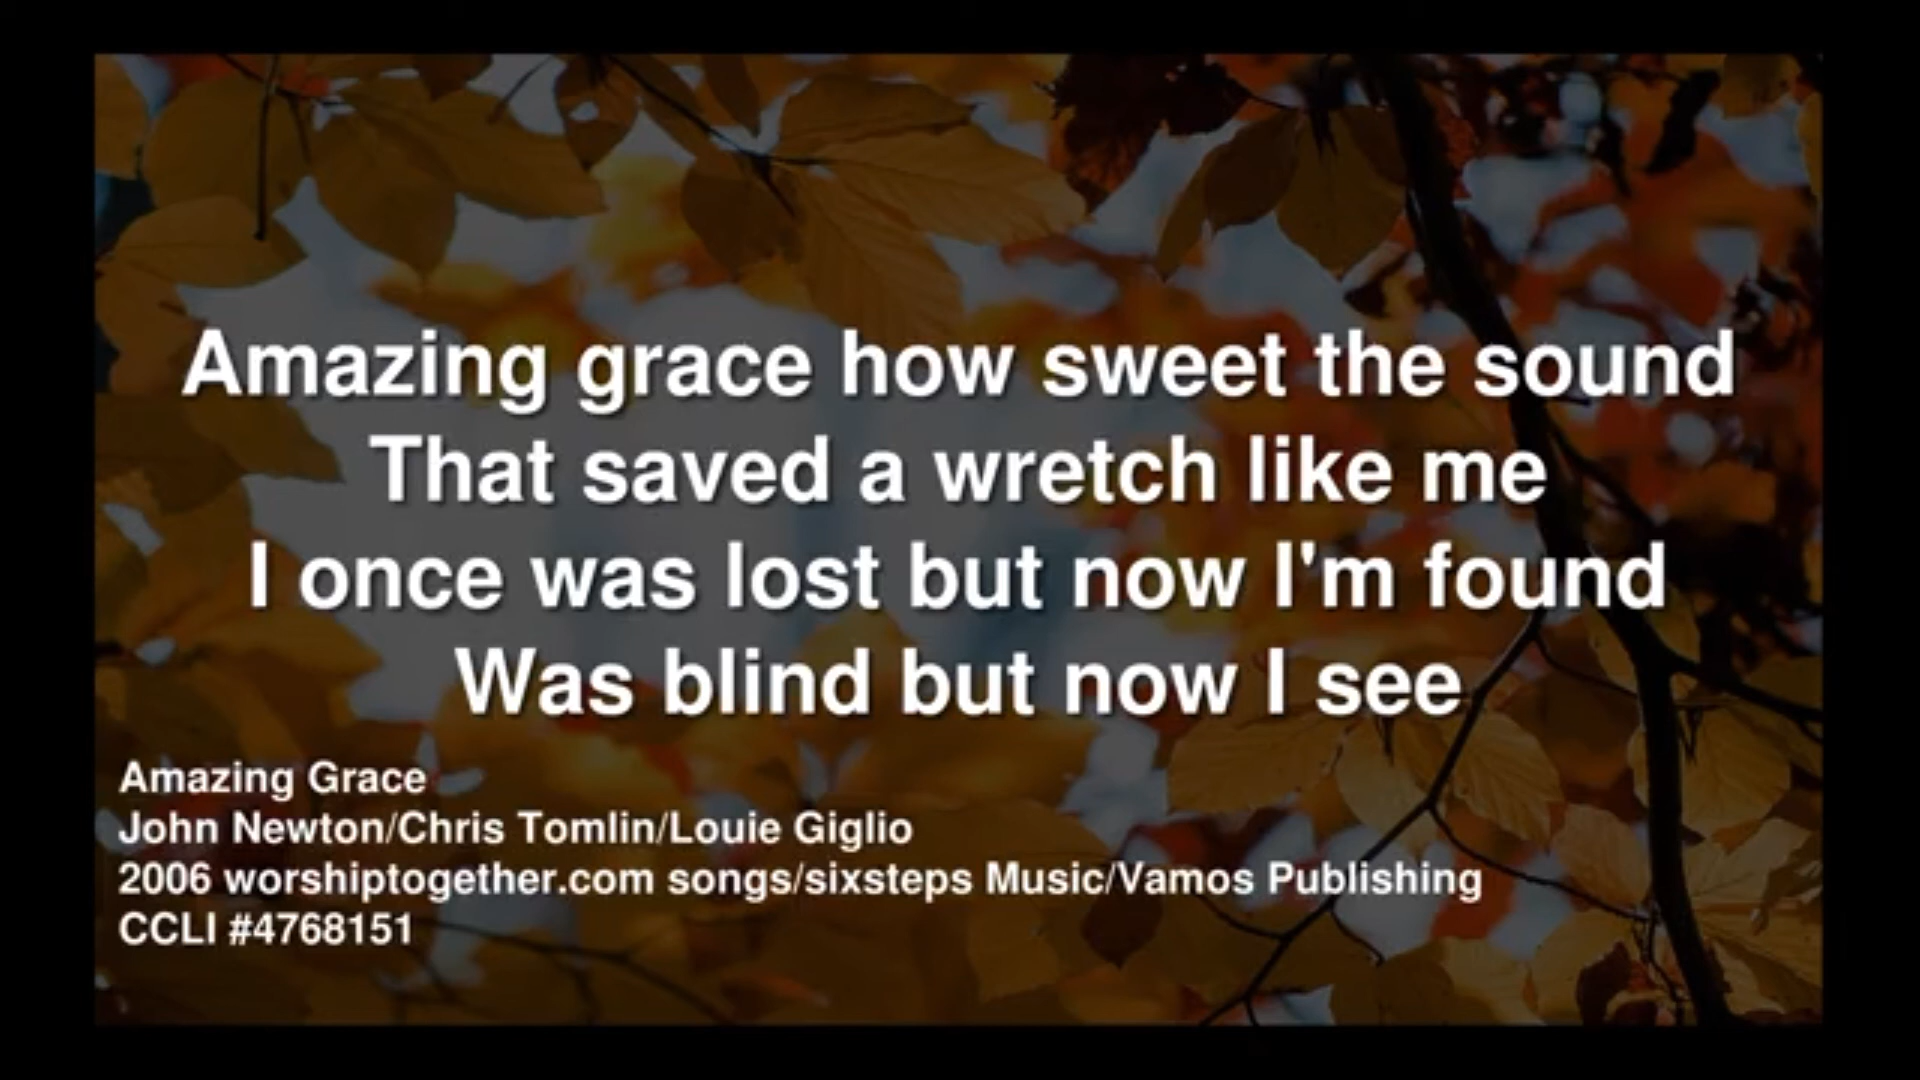 Amazing grace how sweet the sound
That saved a wretch like me
I once was lost but now I'm found
Was blind but now I see
Amazing Grace
John Newton/Chris Tomlin/Louie Giglio
2006 worshiptogether.com songs/sixsteps Music/Vamos Publishing
CCLI #4768151